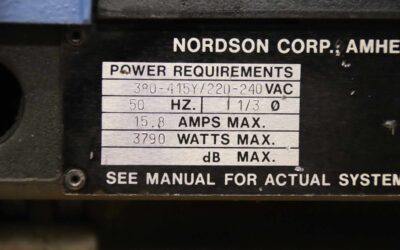 NORDSON CORP., AMHE
POWER REQUIREMENTS
380-415Y/220-240 VAC
50 HZ. 1/3 Ø
15.8 AMPS MAX.
3790 WATTS MAX.
dB MAX.
SEE MANUAL FOR ACTUAL SYSTEM